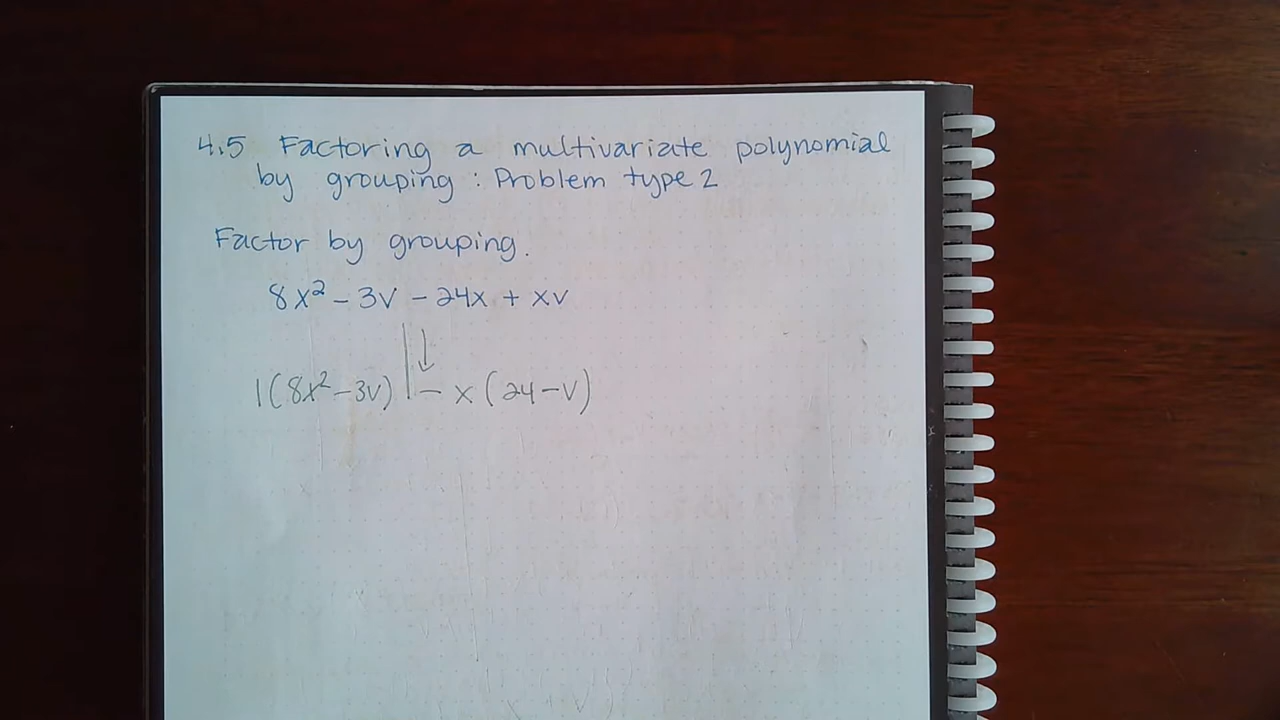 4.5 Factoring a multivariate polynomial
by grouping : Problem type 2
Factor by grouping.
8x² - 3v - 24x + xv
1(8x² - 3v) | - x (24 - v)